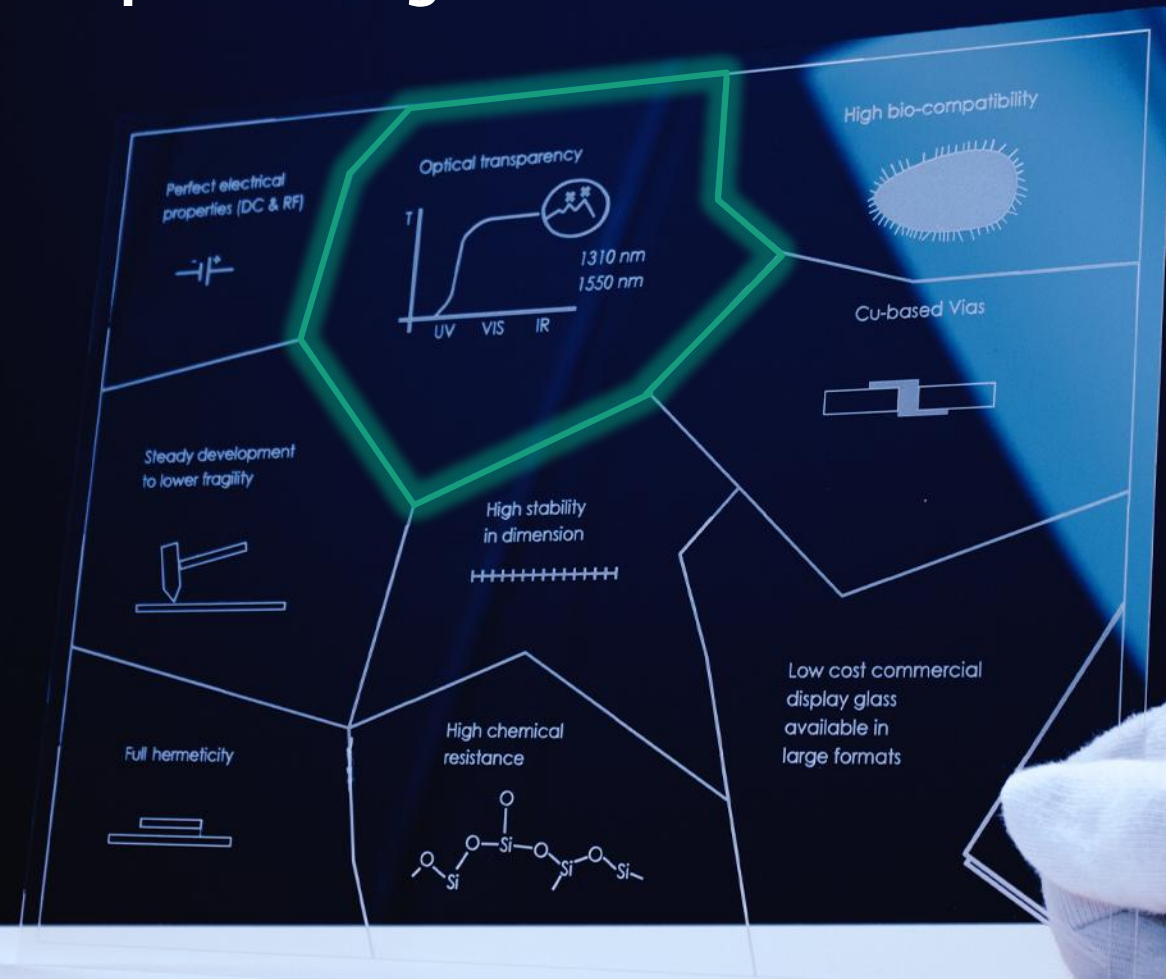 Perfect electrical
properties (DC & RF)
- +
Optical transparency
T
1310 nm
1550 nm
UV VIS IR
High bio-compatibility
Cu-based Vias
Steady development
to lower fragility
High stability
in dimension
Low cost commercial
display glass
available in
large formats
Full hermeticity
High chemical
resistance
O
O Si O O
O Si Si Si